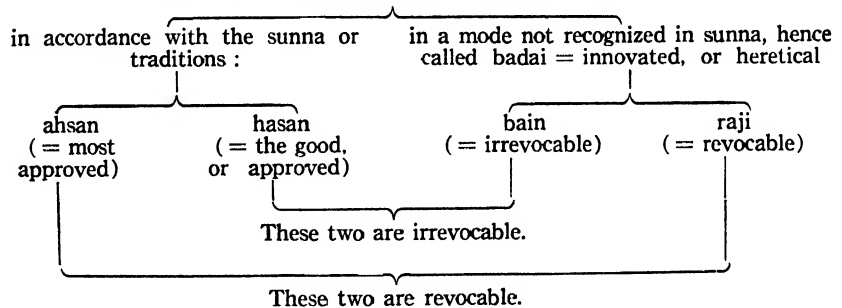 in accordance with the sunna or
traditions :
in a mode not recognized in sunna, hence
called badai = innovated, or heretical
ahsan
( = most
approved)
hasan
( = the good,
or approved)
bain
( = irrevocable)
raji
( = revocable)
These two are irrevocable.
These two are revocable.